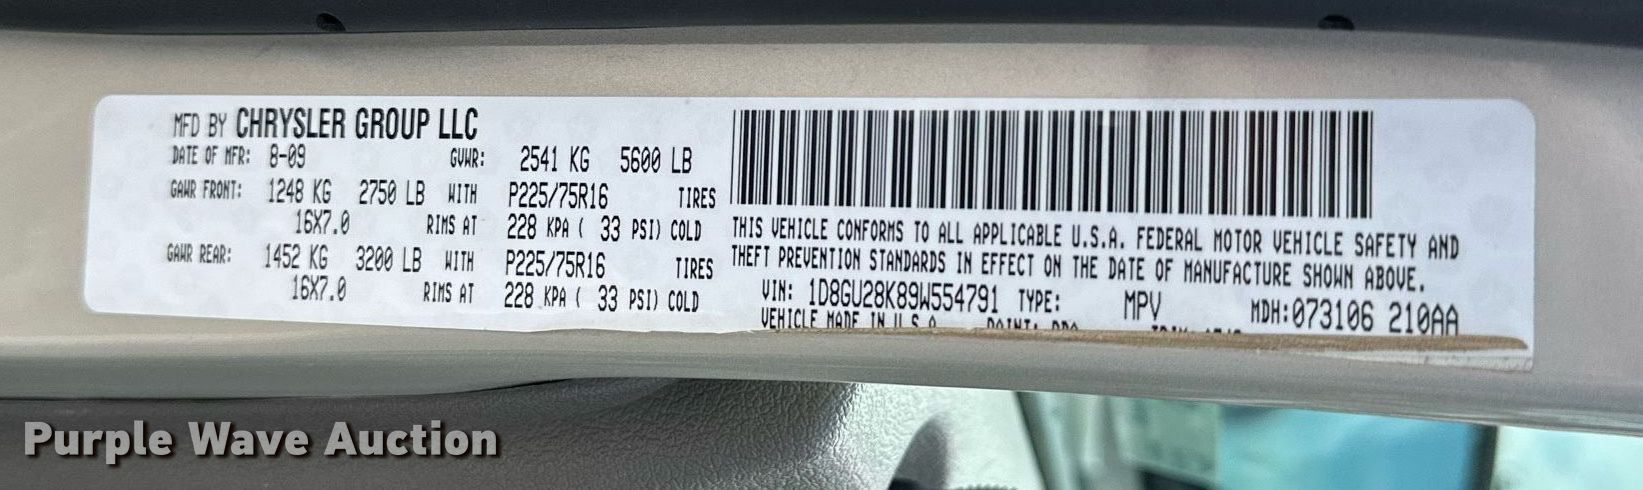 MFD BY CHRYSLER GROUP LLC
DATE OF MFR: 8-09 GVWR: 2541 KG 5600 LB
GAWR FRONT: 1248 KG 2750 LB WITH P225/75R16 TIRES
16X7.0 RIMS AT 228 KPA ( 33 PSI) COLD
GAWR REAR: 1452 KG 3200 LB WITH P225/75R16 TIRES
16X7.0 RIMS AT 228 KPA ( 33 PSI) COLD
THIS VEHICLE CONFORMS TO ALL APPLICABLE U.S.A. FEDERAL MOTOR VEHICLE SAFETY AND
THEFT PREVENTION STANDARDS IN EFFECT ON THE DATE OF MANUFACTURE SHOWN ABOVE.
VIN: 1D8GU28K89W554791 TYPE: MPV MDH:073106 210AA
VEHICLE MADE IN U.S.A. PAINT:
Purple Wave Auction